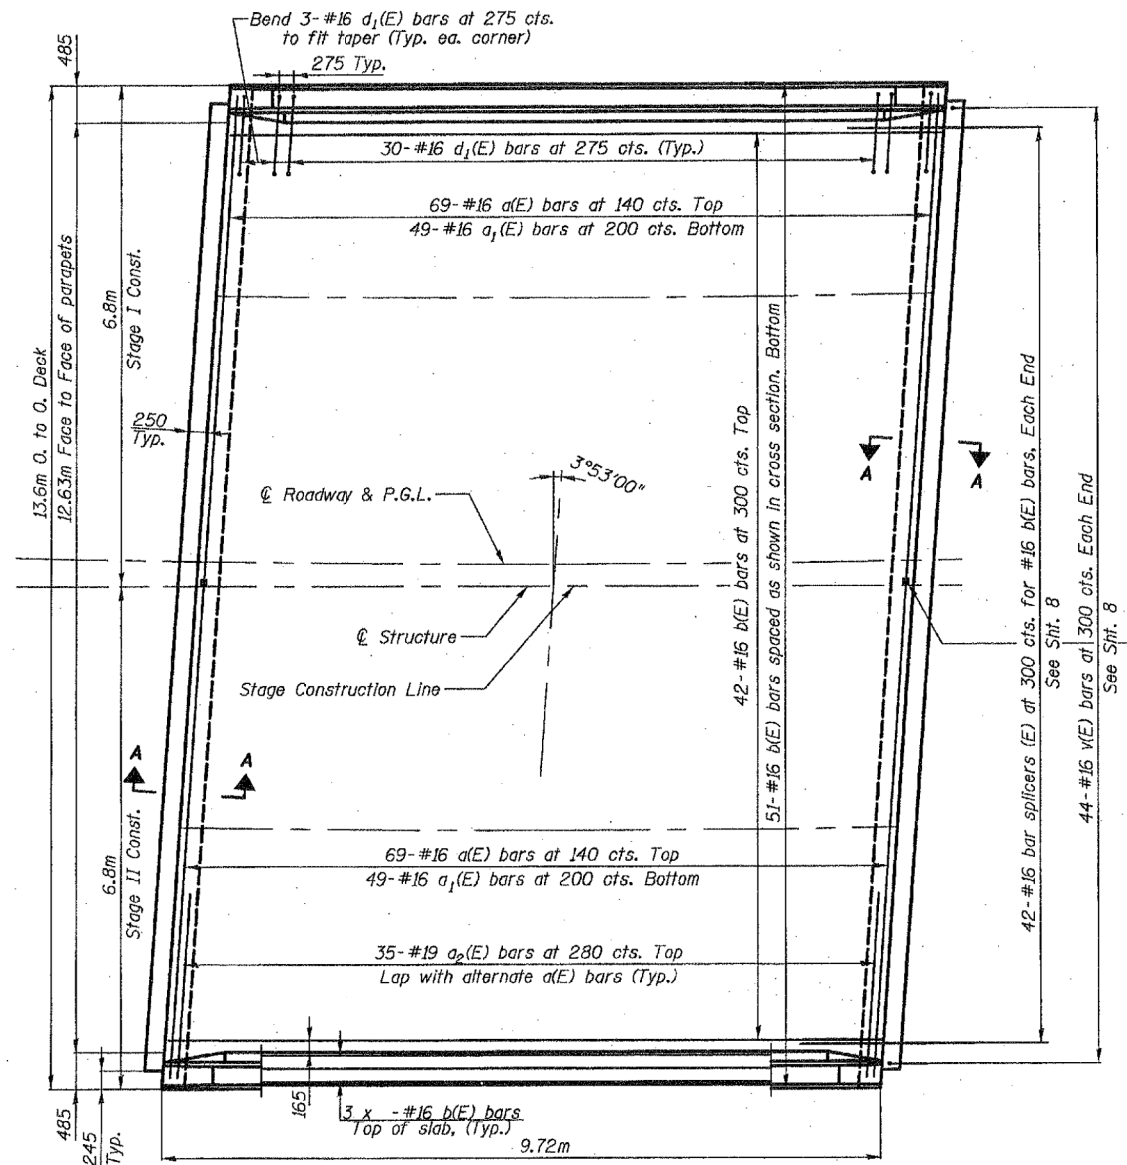 Bend 3-#16 d1(E) bars at 275 cts.
to fit taper (Typ. ea. corner)
485
275 Typ.
30-#16 d1(E) bars at 275 cts. (Typ.)
69-#16 a(E) bars at 140 cts. Top
49-#16 a1(E) bars at 200 cts. Bottom
13.6m O. to O. Deck
12.63m Face to Face of parapets
6.8m
Stage I Const.
250
Typ.
3°53'00"
℄ Roadway & P.G.L.
℄ Structure
Stage Construction Line
42-#16 b(E) bars at 300 cts. Top
51-#16 b(E) bars spaced as shown in cross section. Bottom
A
A
42-#16 bar splicers (E) at 300 cts. for #16 b(E) bars, Each End
See Sht. 8
44-#16 v(E) bars at 300 cts. Each End
See Sht. 8
A
A
6.8m
Stage II Const.
69-#16 a(E) bars at 140 cts. Top
49-#16 a1(E) bars at 200 cts. Bottom
35-#19 a2(E) bars at 280 cts. Top
Lap with alternate a(E) bars (Typ.)
485
245
Typ.
165
3 x -#16 b(E) bars
Top of slab, (Typ.)
9.72m